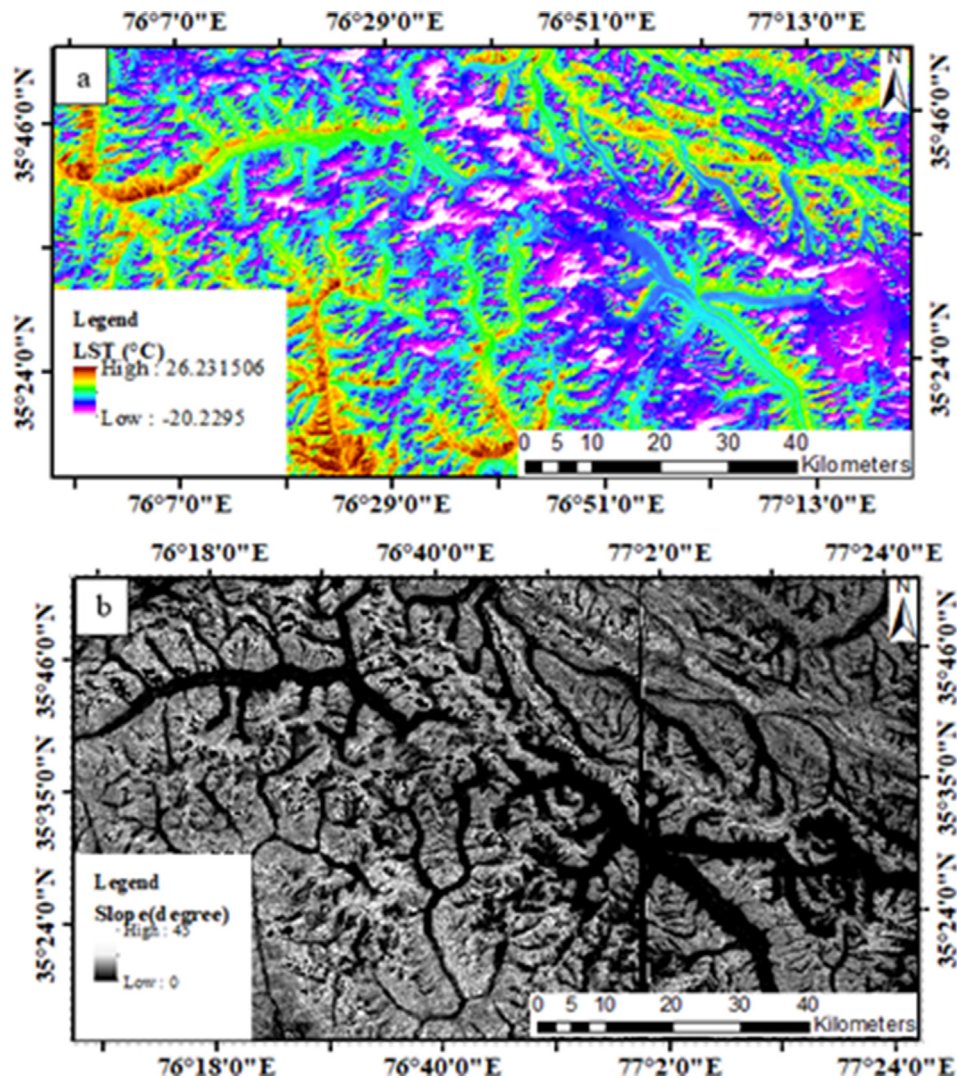 76°7'0"E 76°29'0"E 76°51'0"E 77°13'0"E
a
N
35°46'0"N
35°46'0"N
35°24'0"N
35°24'0"N
Legend
LST (°C)
High : 26.231506
Low : -20.2295
0 5 10 20 30 40
Kilometers
76°7'0"E 76°29'0"E 76°51'0"E 77°13'0"E
76°18'0"E 76°40'0"E 77°2'0"E 77°24'0"E
b
N
35°46'0"N
35°46'0"N
35°35'0"N
35°35'0"N
35°24'0"N
35°24'0"N
Legend
Slope(degree)
High : 45
Low : 0
0 5 10 20 30 40
Kilometers
76°18'0"E 76°40'0"E 77°2'0"E 77°24'0"E